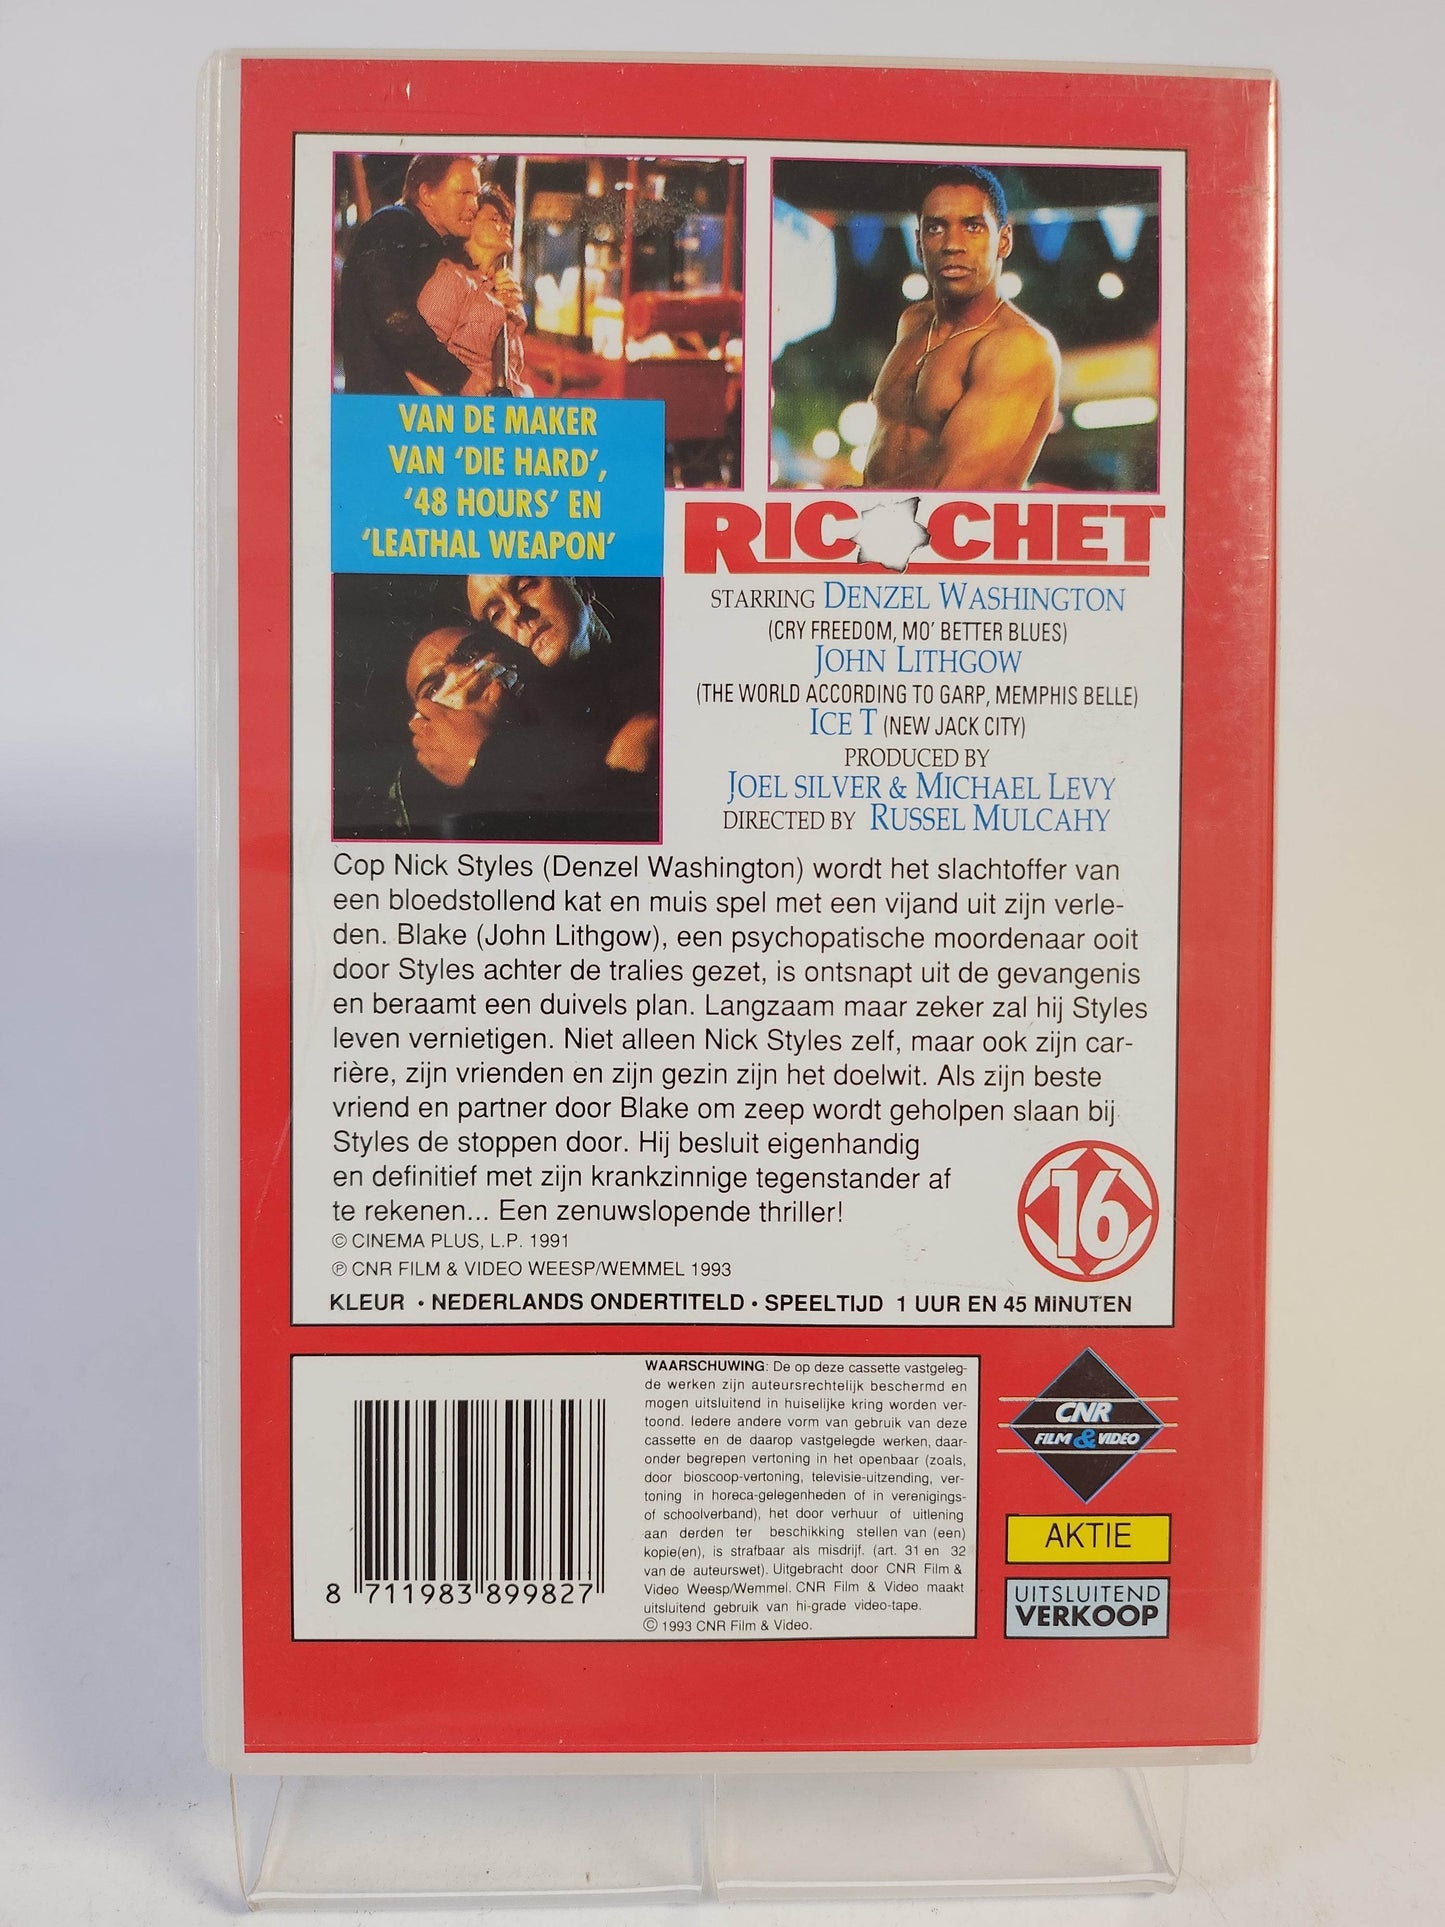 VAN DE MAKER
VAN 'DIE HARD',
'48 HOURS' EN
'LEATHAL WEAPON'
RICOCHET
STARRING DENZEL WASHINGTON
(CRY FREEDOM, MO' BETTER BLUES)
JOHN LITHGOW
(THE WORLD ACCORDING TO GARP, MEMPHIS BELLE)
ICE T (NEW JACK CITY)
PRODUCED BY
JOEL SILVER & MICHAEL LEVY
DIRECTED BY RUSSEL MULCAHY
Cop Nick Styles (Denzel Washington) wordt het slachtoffer van
een bloedstollend kat en muis spel met een vijand uit zijn verle-
den. Blake (John Lithgow), een psychopatische moordenaar ooit
door Styles achter de tralies gezet, is ontsnapt uit de gevangenis
en beraamt een duivels plan. Langzaam maar zeker zal hij Styles
leven vernietigen. Niet alleen Nick Styles zelf, maar ook zijn car-
rière, zijn vrienden en zijn gezin zijn het doelwit. Als zijn beste
vriend en partner door Blake om zeep wordt geholpen slaan bij
Styles de stoppen door. Hij besluit eigenhandig
en definitief met zijn krankzinnige tegenstander af
te rekenen... Een zenuwslopende thriller!
16
© CINEMA PLUS, L.P. 1991
℗ CNR FILM & VIDEO WEESP/WEMMEL 1993
KLEUR • NEDERLANDS ONDERTITELD • SPEELTIJD 1 UUR EN 45 MINUTEN
8 711983 899827
WAARSCHUWING: De op deze cassette vastgeleg-
de werken zijn auteursrechtelijk beschermd en
mogen uitsluitend in huiselijke kring worden ver-
toond. Iedere andere vorm van gebruik van deze
cassette en de daarop vastgelegde werken, daar-
onder begrepen vertoning in het openbaar (zoals,
door bioscoop-vertoning, televisie-uitzending, ver-
toning in horeca-gelegenheden of in verenigings-
of schoolverband), het door verhuur of uitlening
aan derden ter beschikking stellen van (een)
kopie(en), is strafbaar als misdrijf. (art. 31 en 32
van de auteurswet). Uitgebracht door CNR Film &
Video Weesp/Wemmel. CNR Film & Video maakt
uitsluitend gebruik van hi-grade video-tape.
© 1993 CNR Film & Video.
CNR
FILM & VIDEO
AKTIE
UITSLUITEND
VERKOOP